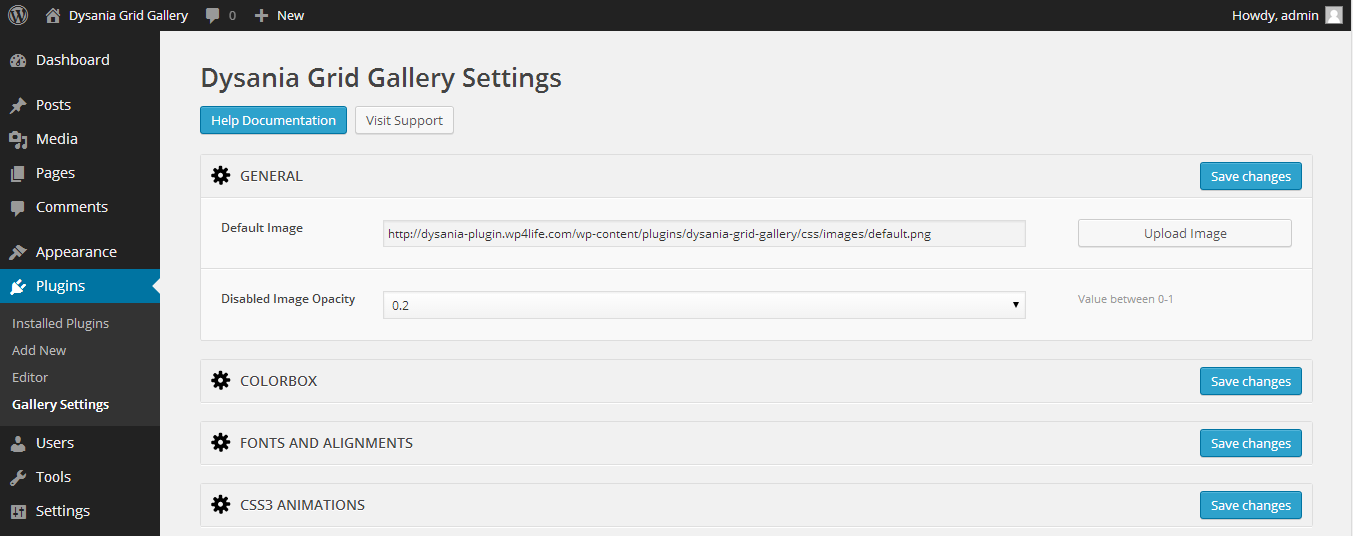 Dysania Grid Gallery 0 New Howdy, admin
Dashboard
Posts
Media
Pages
Comments
Appearance
Plugins
Installed Plugins
Add New
Editor
Gallery Settings
Users
Tools
Settings
Dysania Grid Gallery Settings
Help Documentation Visit Support
GENERAL Save changes
Default Image http://dysania-plugin.wp4life.com/wp-content/plugins/dysania-grid-gallery/css/images/default.png Upload Image
Disabled Image Opacity 0.2 Value between 0-1
COLORBOX Save changes
FONTS AND ALIGNMENTS Save changes
CSS3 ANIMATIONS Save changes